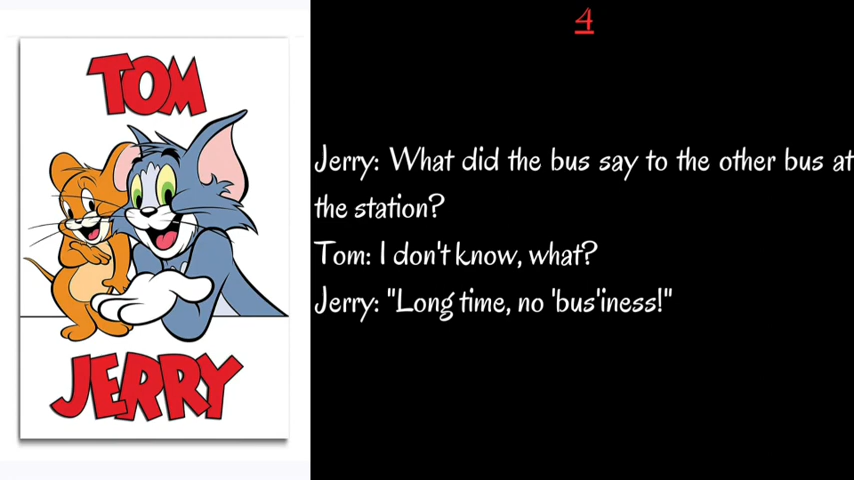 TOM
JERRY
4
Jerry: What did the bus say to the other bus at
the station?
Tom: I don't know, what?
Jerry: "Long time, no 'bus'iness!"